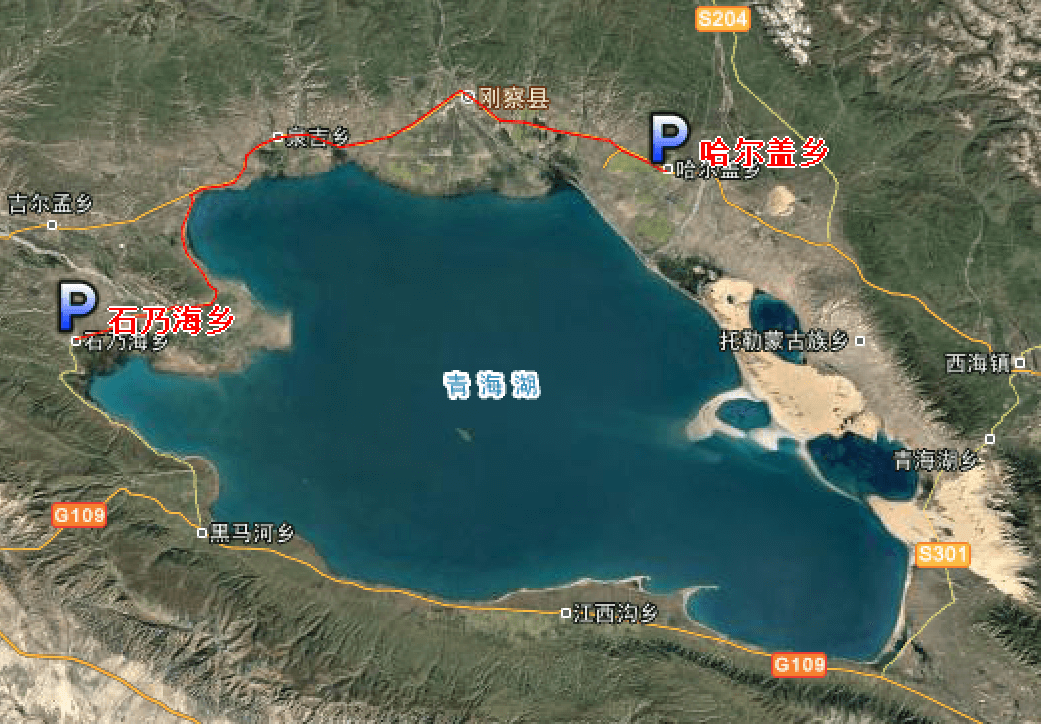 S204
刚察县
泉吉乡
哈尔盖乡
哈尔盖乡
古尔孟乡
石乃海乡
石乃海乡
托勒蒙古族乡
西海镇
青海湖
青海湖乡
G109
黑马河乡
S301
江西沟乡
G109
P
P